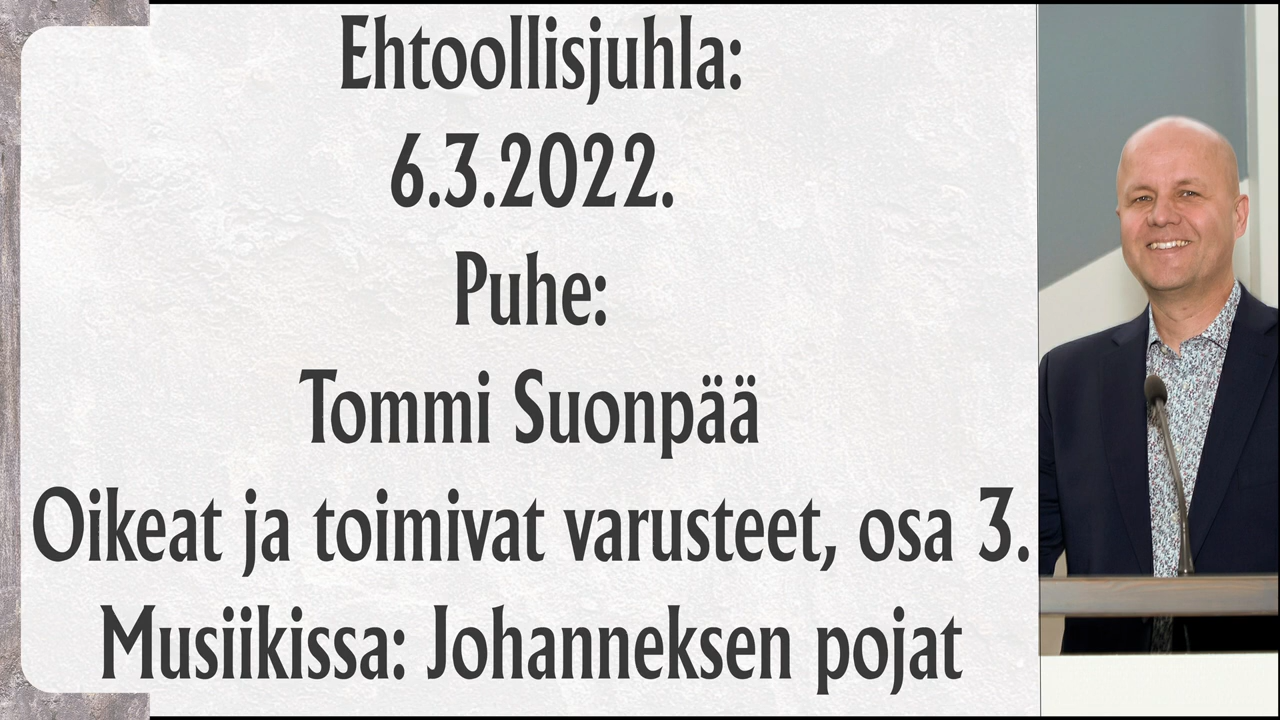 Ehtoollisjuhla:
6.3.2022.
Puhe:
Tommi Suonpää
Oikeat ja toimivat varusteet, osa 3.
Musiikissa: Johanneksen pojat